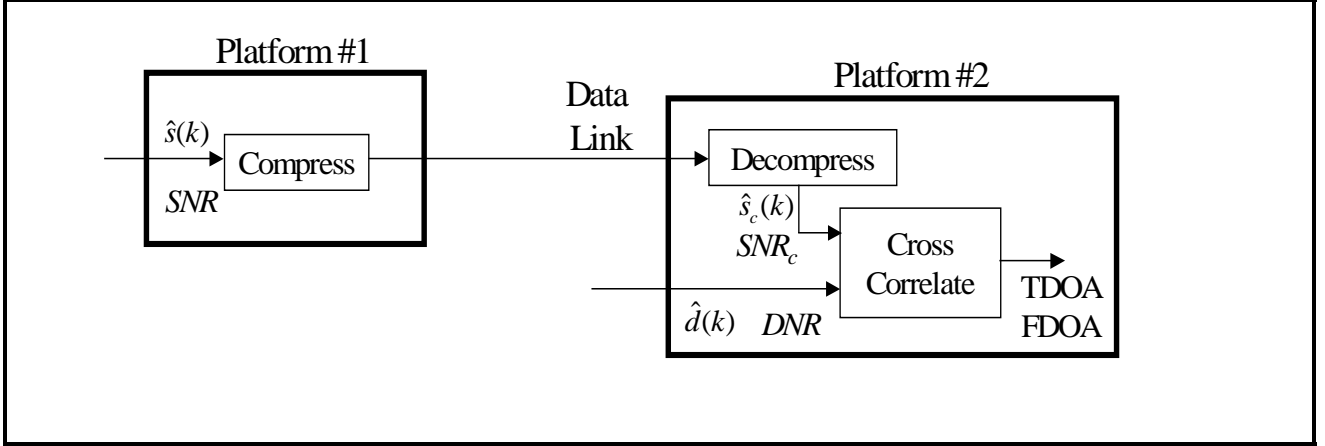 Platform #1
ŝ(k)
Compress
SNR
Data
Link
Platform #2
Decompress
ŝ_c(k)
SNR_c
Cross
Correlate
d̂(k) DNR
TDOA
FDOA